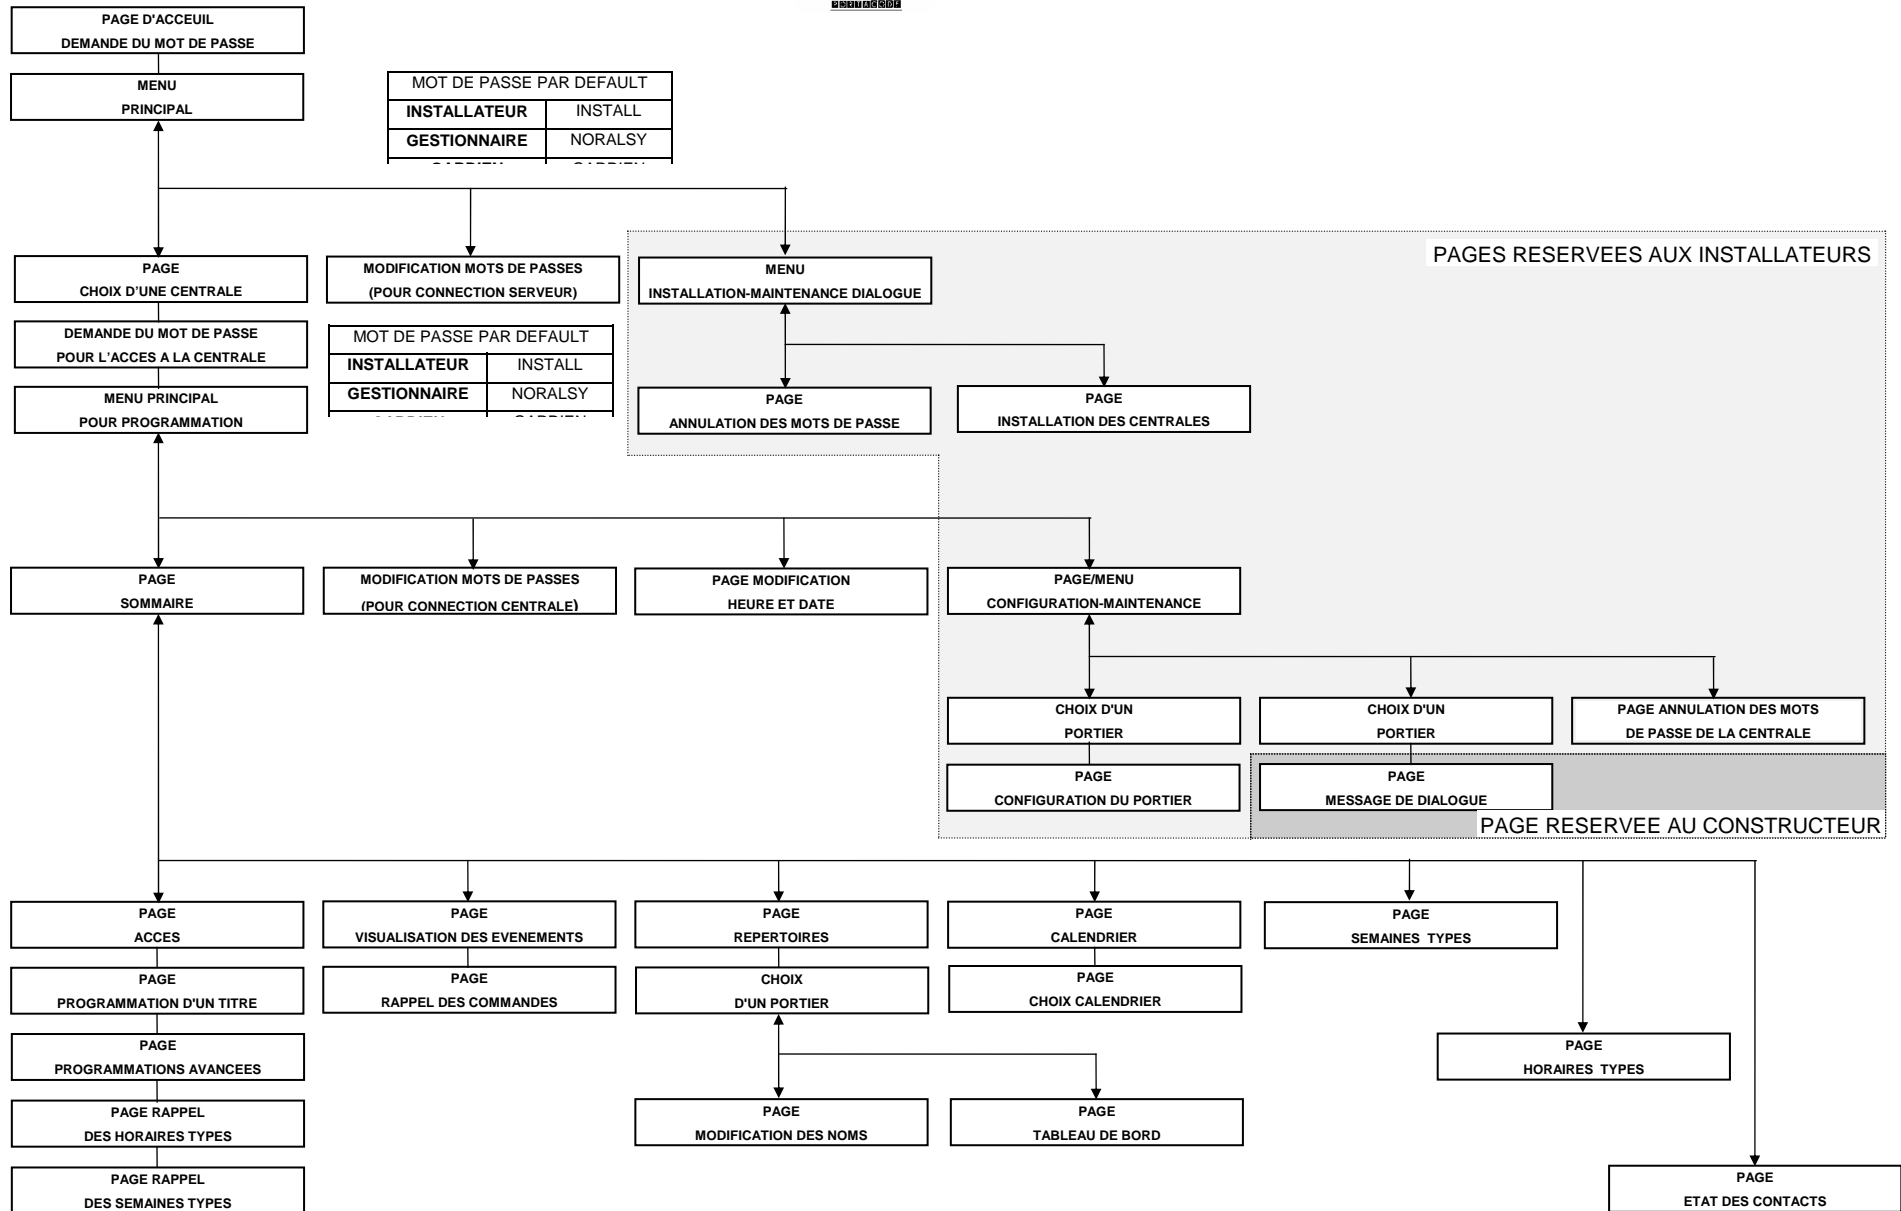 PORTACODE
PAGE D'ACCEUIL
DEMANDE DU MOT DE PASSE
MENU
PRINCIPAL
MOT DE PASSE PAR DEFAULT
INSTALLATEUR INSTALL
GESTIONNAIRE NORALSY
PAGES RESERVEES AUX INSTALLATEURS
PAGE
CHOIX D'UNE CENTRALE
MODIFICATION MOTS DE PASSES
(POUR CONNECTION SERVEUR)
MENU
INSTALLATION-MAINTENANCE DIALOGUE
DEMANDE DU MOT DE PASSE
POUR L'ACCES A LA CENTRALE
MOT DE PASSE PAR DEFAULT
INSTALLATEUR INSTALL
GESTIONNAIRE NORALSY
MENU PRINCIPAL
POUR PROGRAMMATION
PAGE
ANNULATION DES MOTS DE PASSE
PAGE
INSTALLATION DES CENTRALES
PAGE
SOMMAIRE
MODIFICATION MOTS DE PASSES
(POUR CONNECTION CENTRALE)
PAGE MODIFICATION
HEURE ET DATE
PAGE/MENU
CONFIGURATION-MAINTENANCE
CHOIX D'UN
PORTIER
CHOIX D'UN
PORTIER
PAGE ANNULATION DES MOTS
DE PASSE DE LA CENTRALE
PAGE
CONFIGURATION DU PORTIER
PAGE
MESSAGE DE DIALOGUE
PAGE RESERVEE AU CONSTRUCTEUR
PAGE
ACCES
PAGE
VISUALISATION DES EVENEMENTS
PAGE
REPERTOIRES
PAGE
CALENDRIER
PAGE
SEMAINES TYPES
PAGE
PROGRAMMATION D'UN TITRE
PAGE
RAPPEL DES COMMANDES
CHOIX
D'UN PORTIER
PAGE
CHOIX CALENDRIER
PAGE
PROGRAMMATIONS AVANCEES
PAGE
HORAIRES TYPES
PAGE RAPPEL
DES HORAIRES TYPES
PAGE
MODIFICATION DES NOMS
PAGE
TABLEAU DE BORD
PAGE RAPPEL
DES SEMAINES TYPES
PAGE
ETAT DES CONTACTS